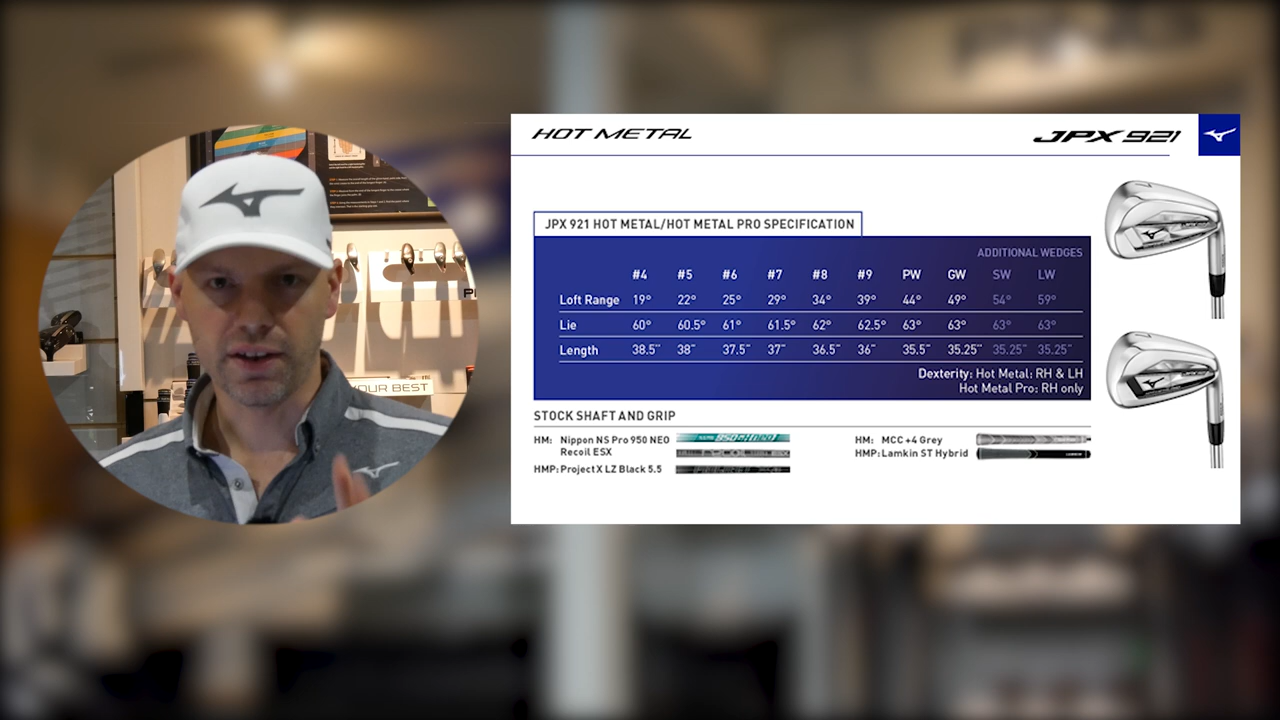 HOT METAL
JPX 921
JPX 921 HOT METAL/HOT METAL PRO SPECIFICATION
ADDITIONAL WEDGES
#4 #5 #6 #7 #8 #9 PW GW SW LW
Loft Range 19° 22° 25° 29° 34° 39° 44° 49° 54° 59°
Lie 60° 60.5° 61° 61.5° 62° 62.5° 63° 63° 63° 63°
Length 38.5" 38" 37.5" 37" 36.5" 36" 35.5" 35.25" 35.25" 35.25"
Dexterity: Hot Metal: RH & LH
Hot Metal Pro: RH only
STOCK SHAFT AND GRIP
HM: Nippon NS Pro 950 NEO
Recoil ESX
HMP: Project X LZ Black 5.5
HM: MCC +4 Grey
HMP: Lamkin ST Hybrid
YOUR BEST